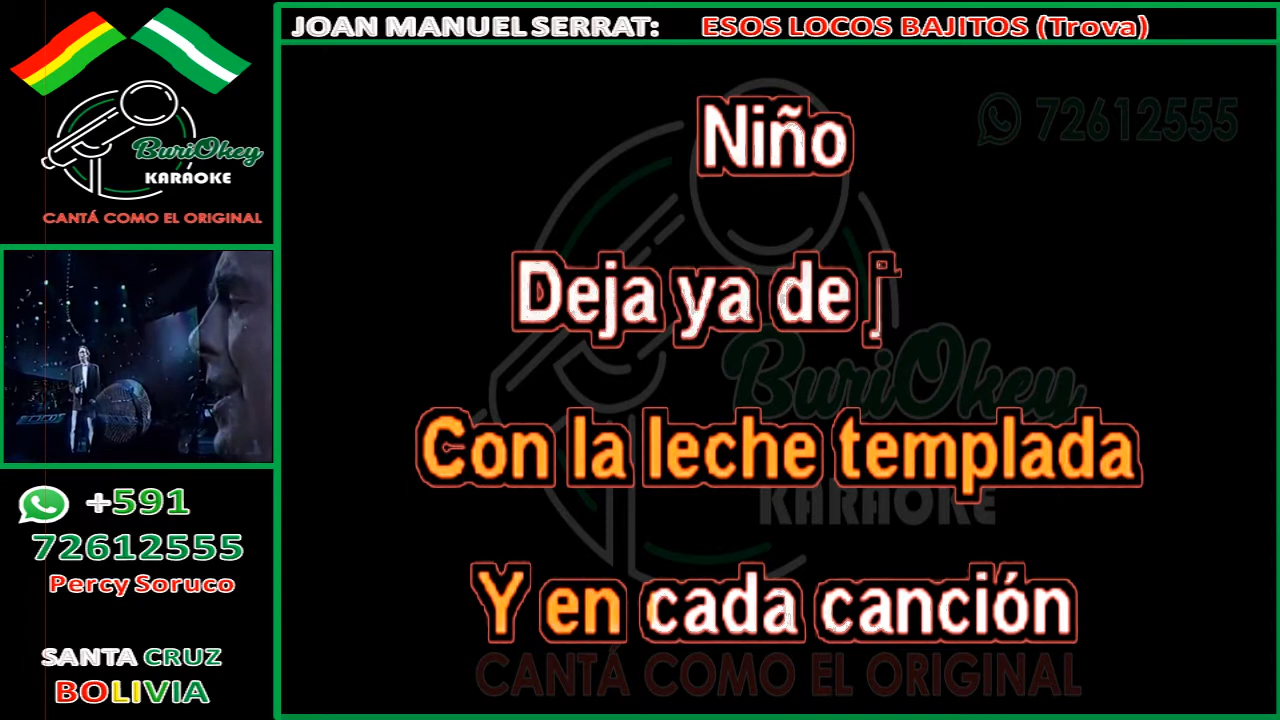 JOAN MANUEL SERRAT: ESOS LOCOS BAJITOS (Trova)
BuriOkey
KARAOKE
CANTÁ COMO EL ORIGINAL
72612555
Niño
Deja ya de j
Con la leche templada
Y en cada canción
BuriOkey
KARAOKE
CANTÁ COMO EL ORIGINAL
+591
72612555
Percy Soruco
SANTA CRUZ
BOLIVIA